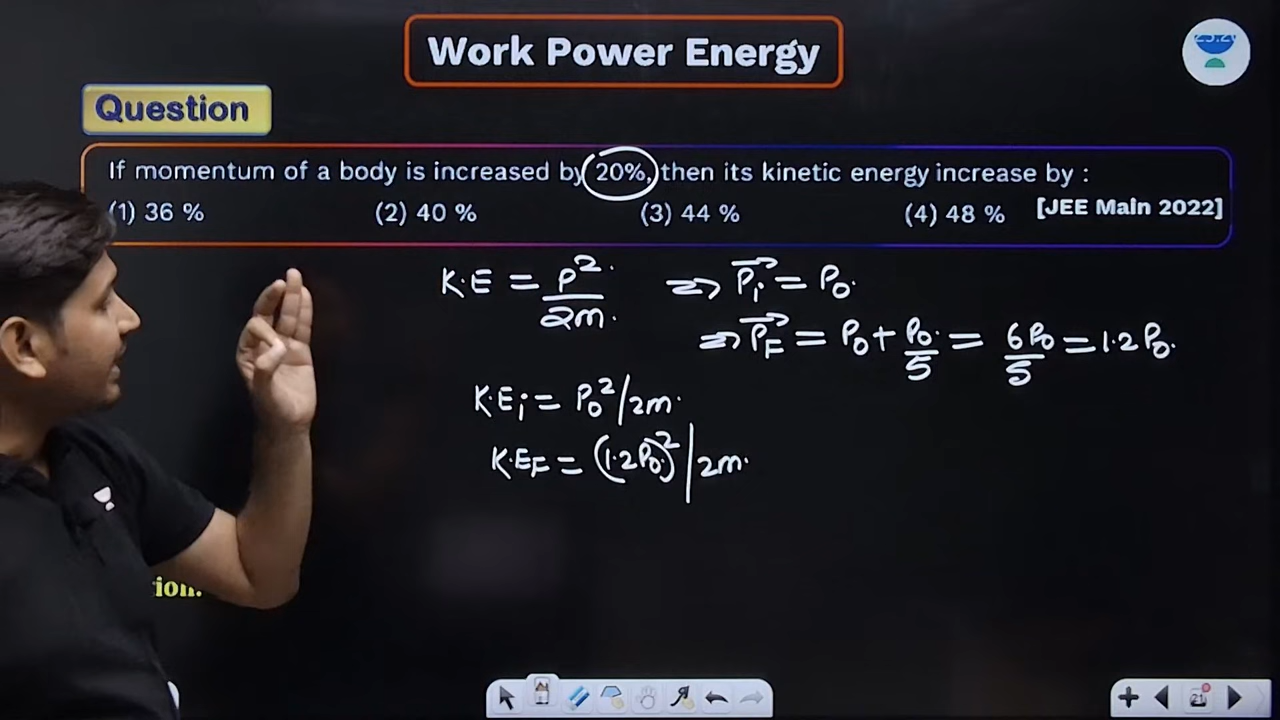 Work Power Energy
Question
If momentum of a body is increased by 20%, then its kinetic energy increase by :
(1) 36 % (2) 40 % (3) 44 % (4) 48 % [JEE Main 2022]
K.E = P²/2m. => P⃗i = P₀.
=> P⃗F = P₀ + P₀/5 = 6P₀/5 = 1.2P₀.
K.Ei = P₀²/2m.
K.EF = (1.2P₀)²/2m.
ion.
21